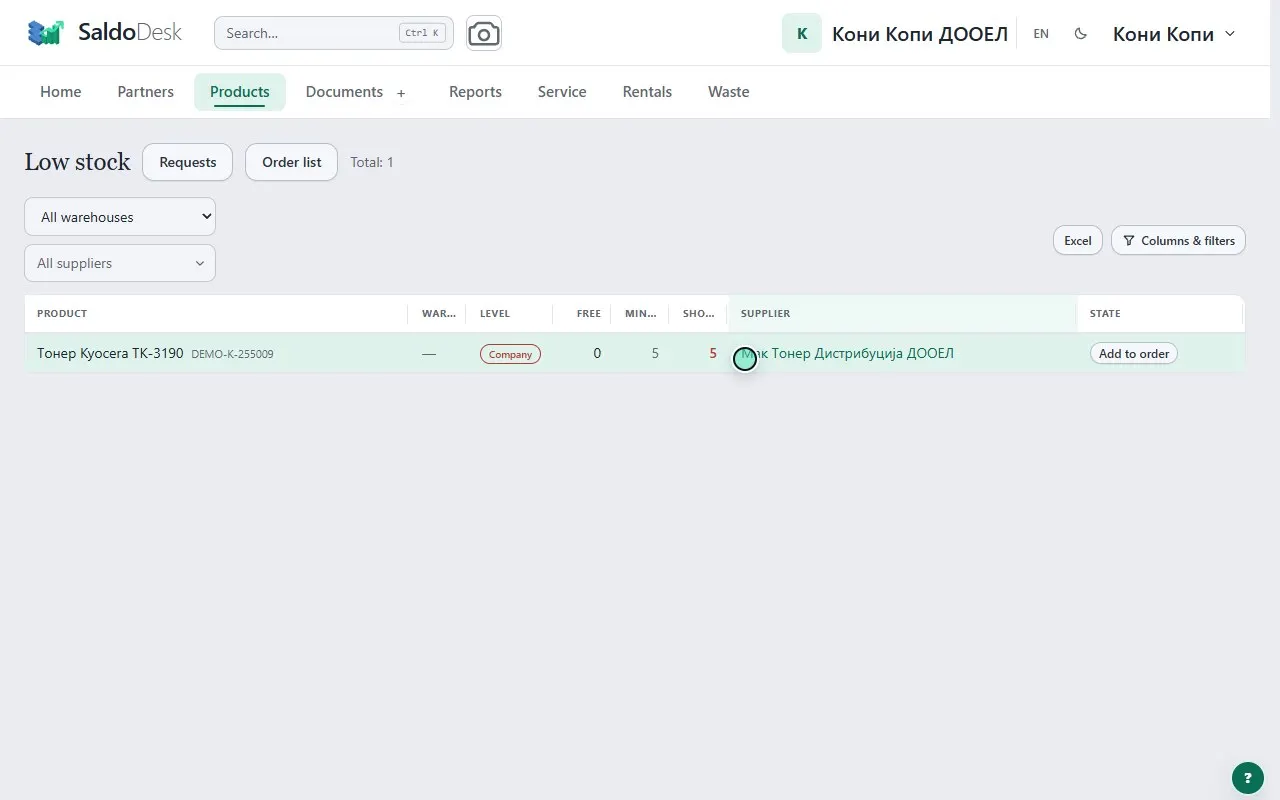 SaldoDesk
Search...
Ctrl K
K
Кони Копи ДООЕЛ
EN
Кони Копи
Home
Partners
Products
Documents +
Reports
Service
Rentals
Waste
Low stock
Requests
Order list
Total: 1
All warehouses
All suppliers
Excel
Columns & filters
PRODUCT WAR... LEVEL FREE MIN... SHO... SUPPLIER STATE
Тонер Kyocera TK-3190 DEMO-K-255009 — Company 0 5 5 Тонер Дистрибуција ДООЕЛ Add to order
?